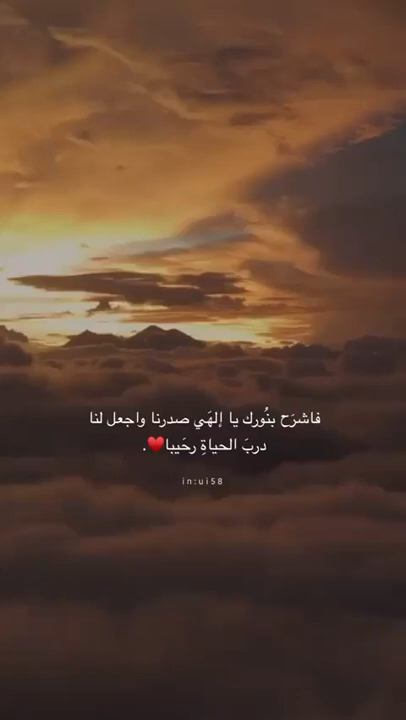 فاشرَح بنُورك يا إلهَي صدرنا واجعل لنا
دربَ الحياةِ رحَيبا♥️.
in:ui58